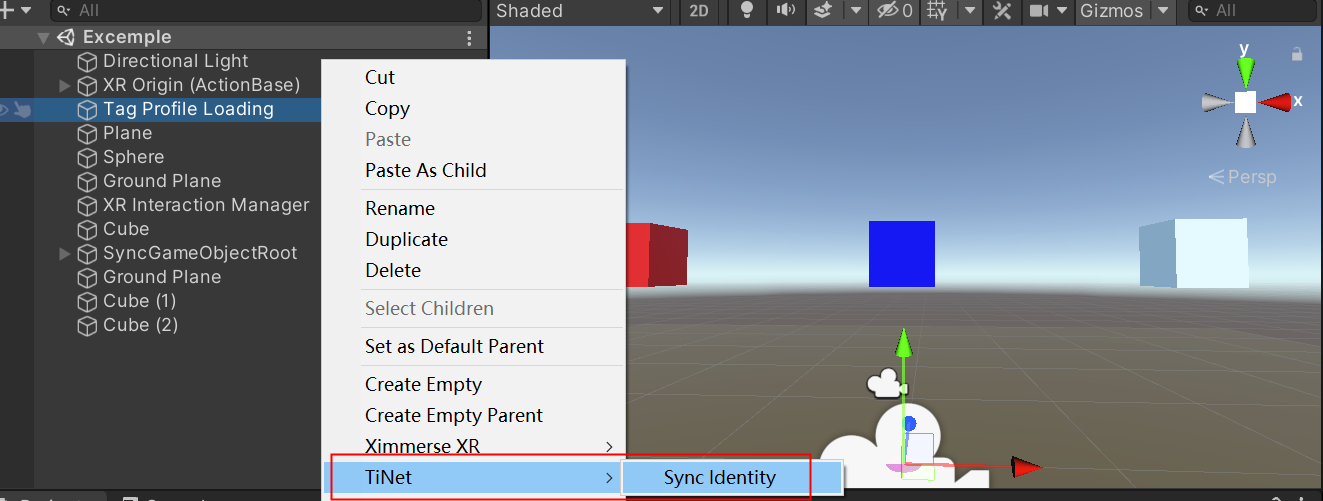 All
Shaded
2D
0
Gizmos
All
Excemple
Directional Light
XR Origin (ActionBase)
Tag Profile Loading
Plane
Sphere
Ground Plane
XR Interaction Manager
Cube
SyncGameObjectRoot
Ground Plane
Cube (1)
Cube (2)
Cut
Copy
Paste
Paste As Child
Rename
Duplicate
Delete
Select Children
Set as Default Parent
Create Empty
Create Empty Parent
Ximmerse XR
TiNet
Sync Identity
y
x
Persp